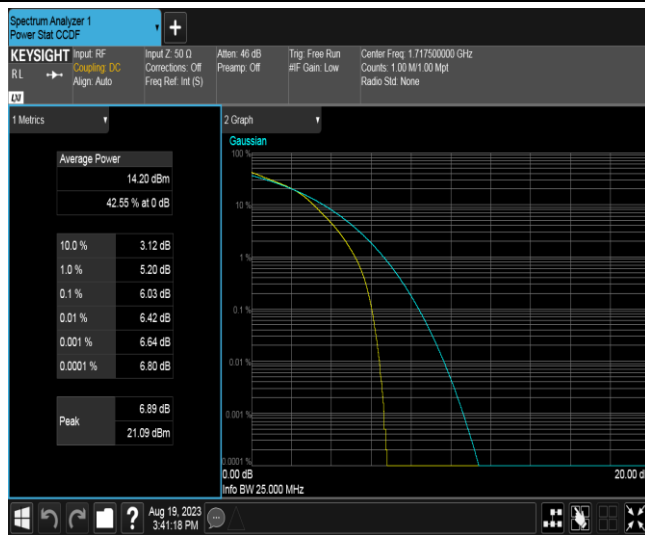 Spectrum Analyzer 1
Power Stat CCDF
+
KEYSIGHT
RL
LXI
Input: RF
Coupling: DC
Align: Auto
Input Z: 50 Ω
Corrections: Off
Freq Ref: Int (S)
Atten: 46 dB
Preamp: Off
Trig: Free Run
#IF Gain: Low
Center Freq: 1.717500000 GHz
Counts: 1.00 M/1.00 Mpt
Radio Std: None
1 Metrics
Average Power
14.20 dBm
42.55 % at 0 dB
10.0 % 3.12 dB
1.0 % 5.20 dB
0.1 % 6.03 dB
0.01 % 6.42 dB
0.001 % 6.64 dB
0.0001 % 6.80 dB
Peak
6.89 dB
21.09 dBm
2 Graph
Gaussian
100 %
10 %
1 %
0.1 %
0.01 %
0.001 %
0.0001 %
0.00 dB
20.00 d
Info BW 25.000 MHz
?
Aug 19, 2023
3:41:18 PM